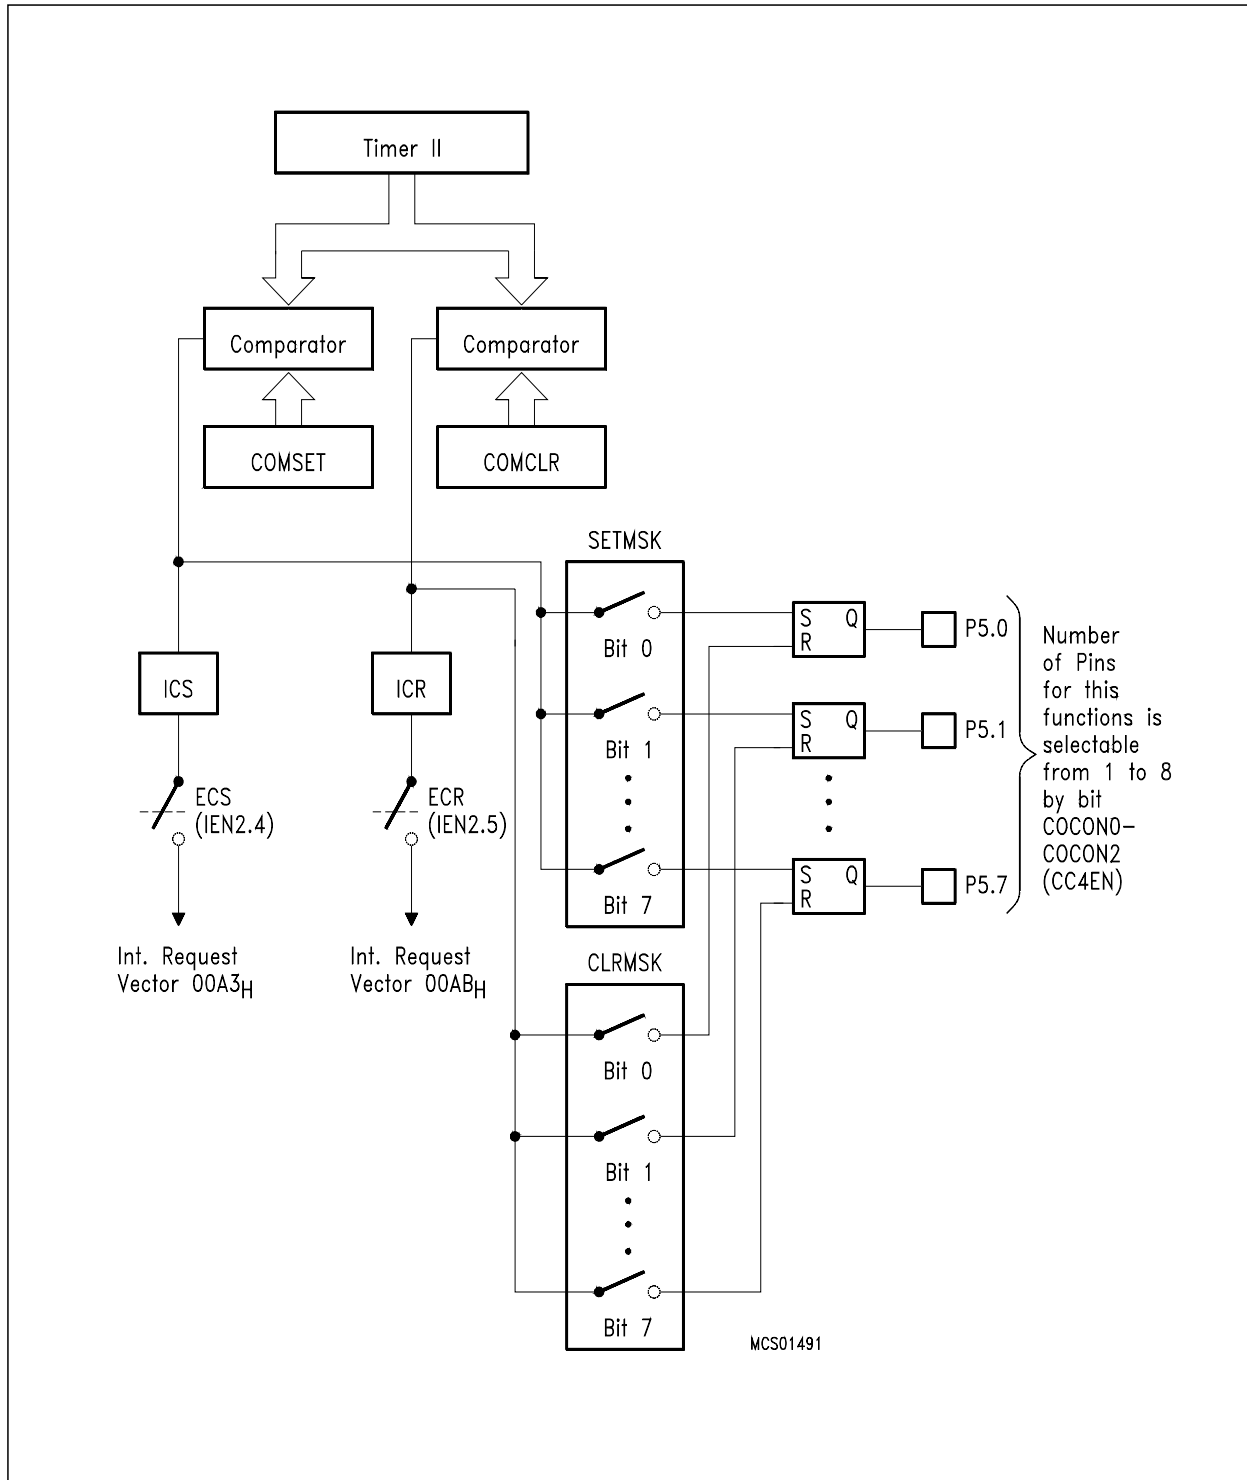 Timer II
Comparator
Comparator
COMSET
COMCLR
SETMSK
Bit 0
Bit 1
Bit 7
S Q
R
P5.0
S Q
R
P5.1
S Q
R
P5.7
Number
of Pins
for this
functions is
selectable
from 1 to 8
by bit
COCON0-
COCON2
(CC4EN)
ICS
ICR
ECS
(IEN2.4)
ECR
(IEN2.5)
Int. Request
Vector 00A3H
Int. Request
Vector 00ABH
CLRMSK
Bit 0
Bit 1
Bit 7
MCS01491